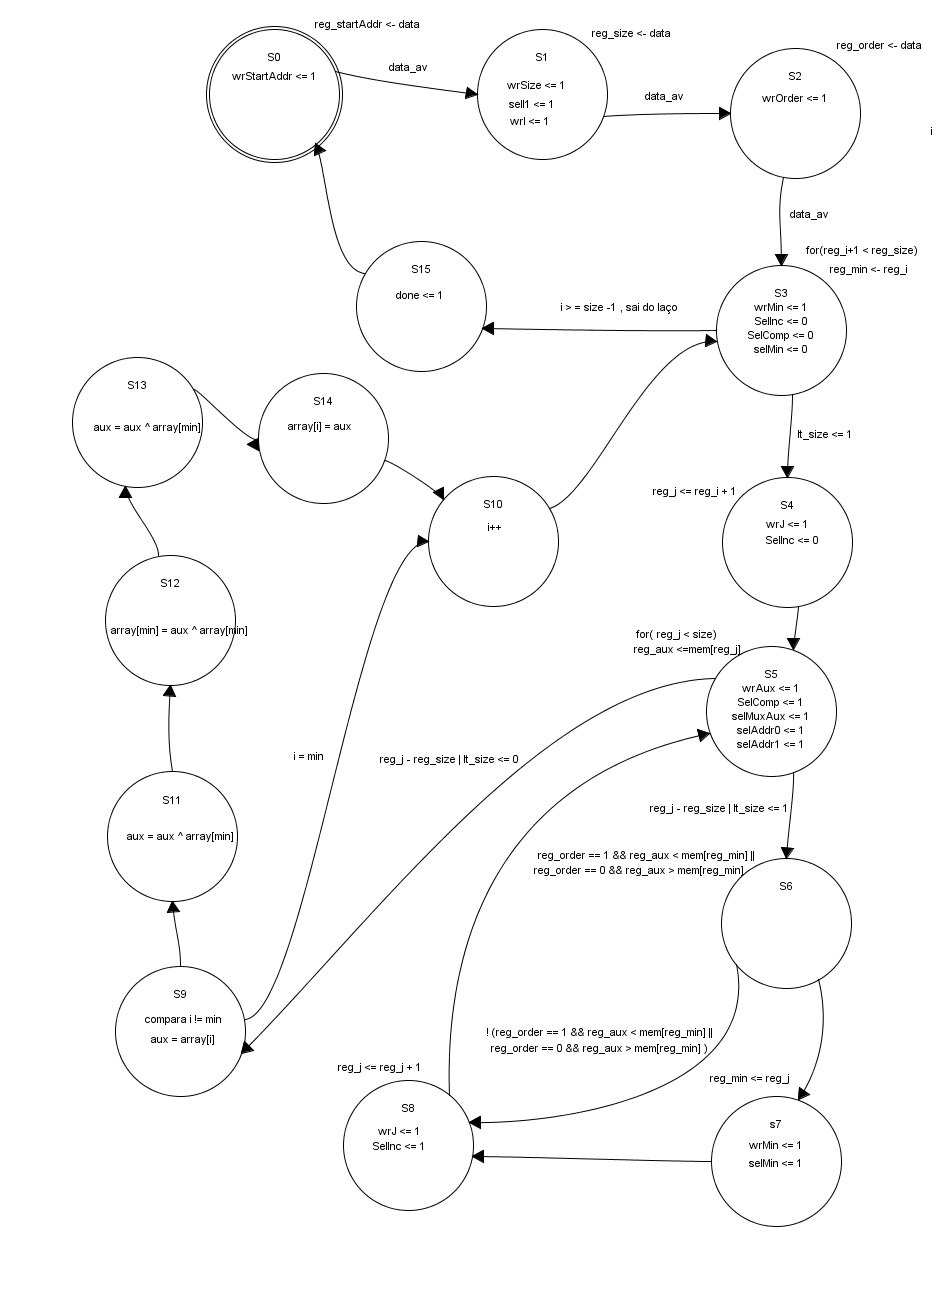 reg_startAddr <- data
S0
wrStartAddr <= 1
data_av
reg_size <- data
S1
wrSize <= 1
selI1 <= 1
wrI <= 1
data_av
reg_order <- data
S2
wrOrder <= 1
i
data_av
for(reg_i+1 < reg_size)
reg_min <- reg_i
S3
wrMin <= 1
SelInc <= 0
SelComp <= 0
selMin <= 0
i > = size -1 , sai do laço
S15
done <= 1
lt_size <= 1
reg_j <= reg_i + 1
S4
wrJ <= 1
SelInc <= 0
for( reg_j < size)
reg_aux <=mem[reg_j]
S5
wrAux <= 1
SelComp <= 1
selMuxAux <= 1
selAddr0 <= 1
selAddr1 <= 1
reg_j - reg_size | lt_size <= 0
reg_j - reg_size | lt_size <= 1
reg_order == 1 && reg_aux < mem[reg_min] ||
reg_order == 0 && reg_aux > mem[reg_min]
S6
! (reg_order == 1 && reg_aux < mem[reg_min] ||
reg_order == 0 && reg_aux > mem[reg_min] )
reg_min <= reg_j
s7
wrMin <= 1
selMin <= 1
reg_j <= reg_j + 1
S8
wrJ <= 1
SelInc <= 1
S9
compara i != min
aux = array[i]
i = min
S10
i++
S11
aux = aux ^ array[min]
S12
array[min] = aux ^ array[min]
S13
aux = aux ^ array[min]
S14
array[i] = aux